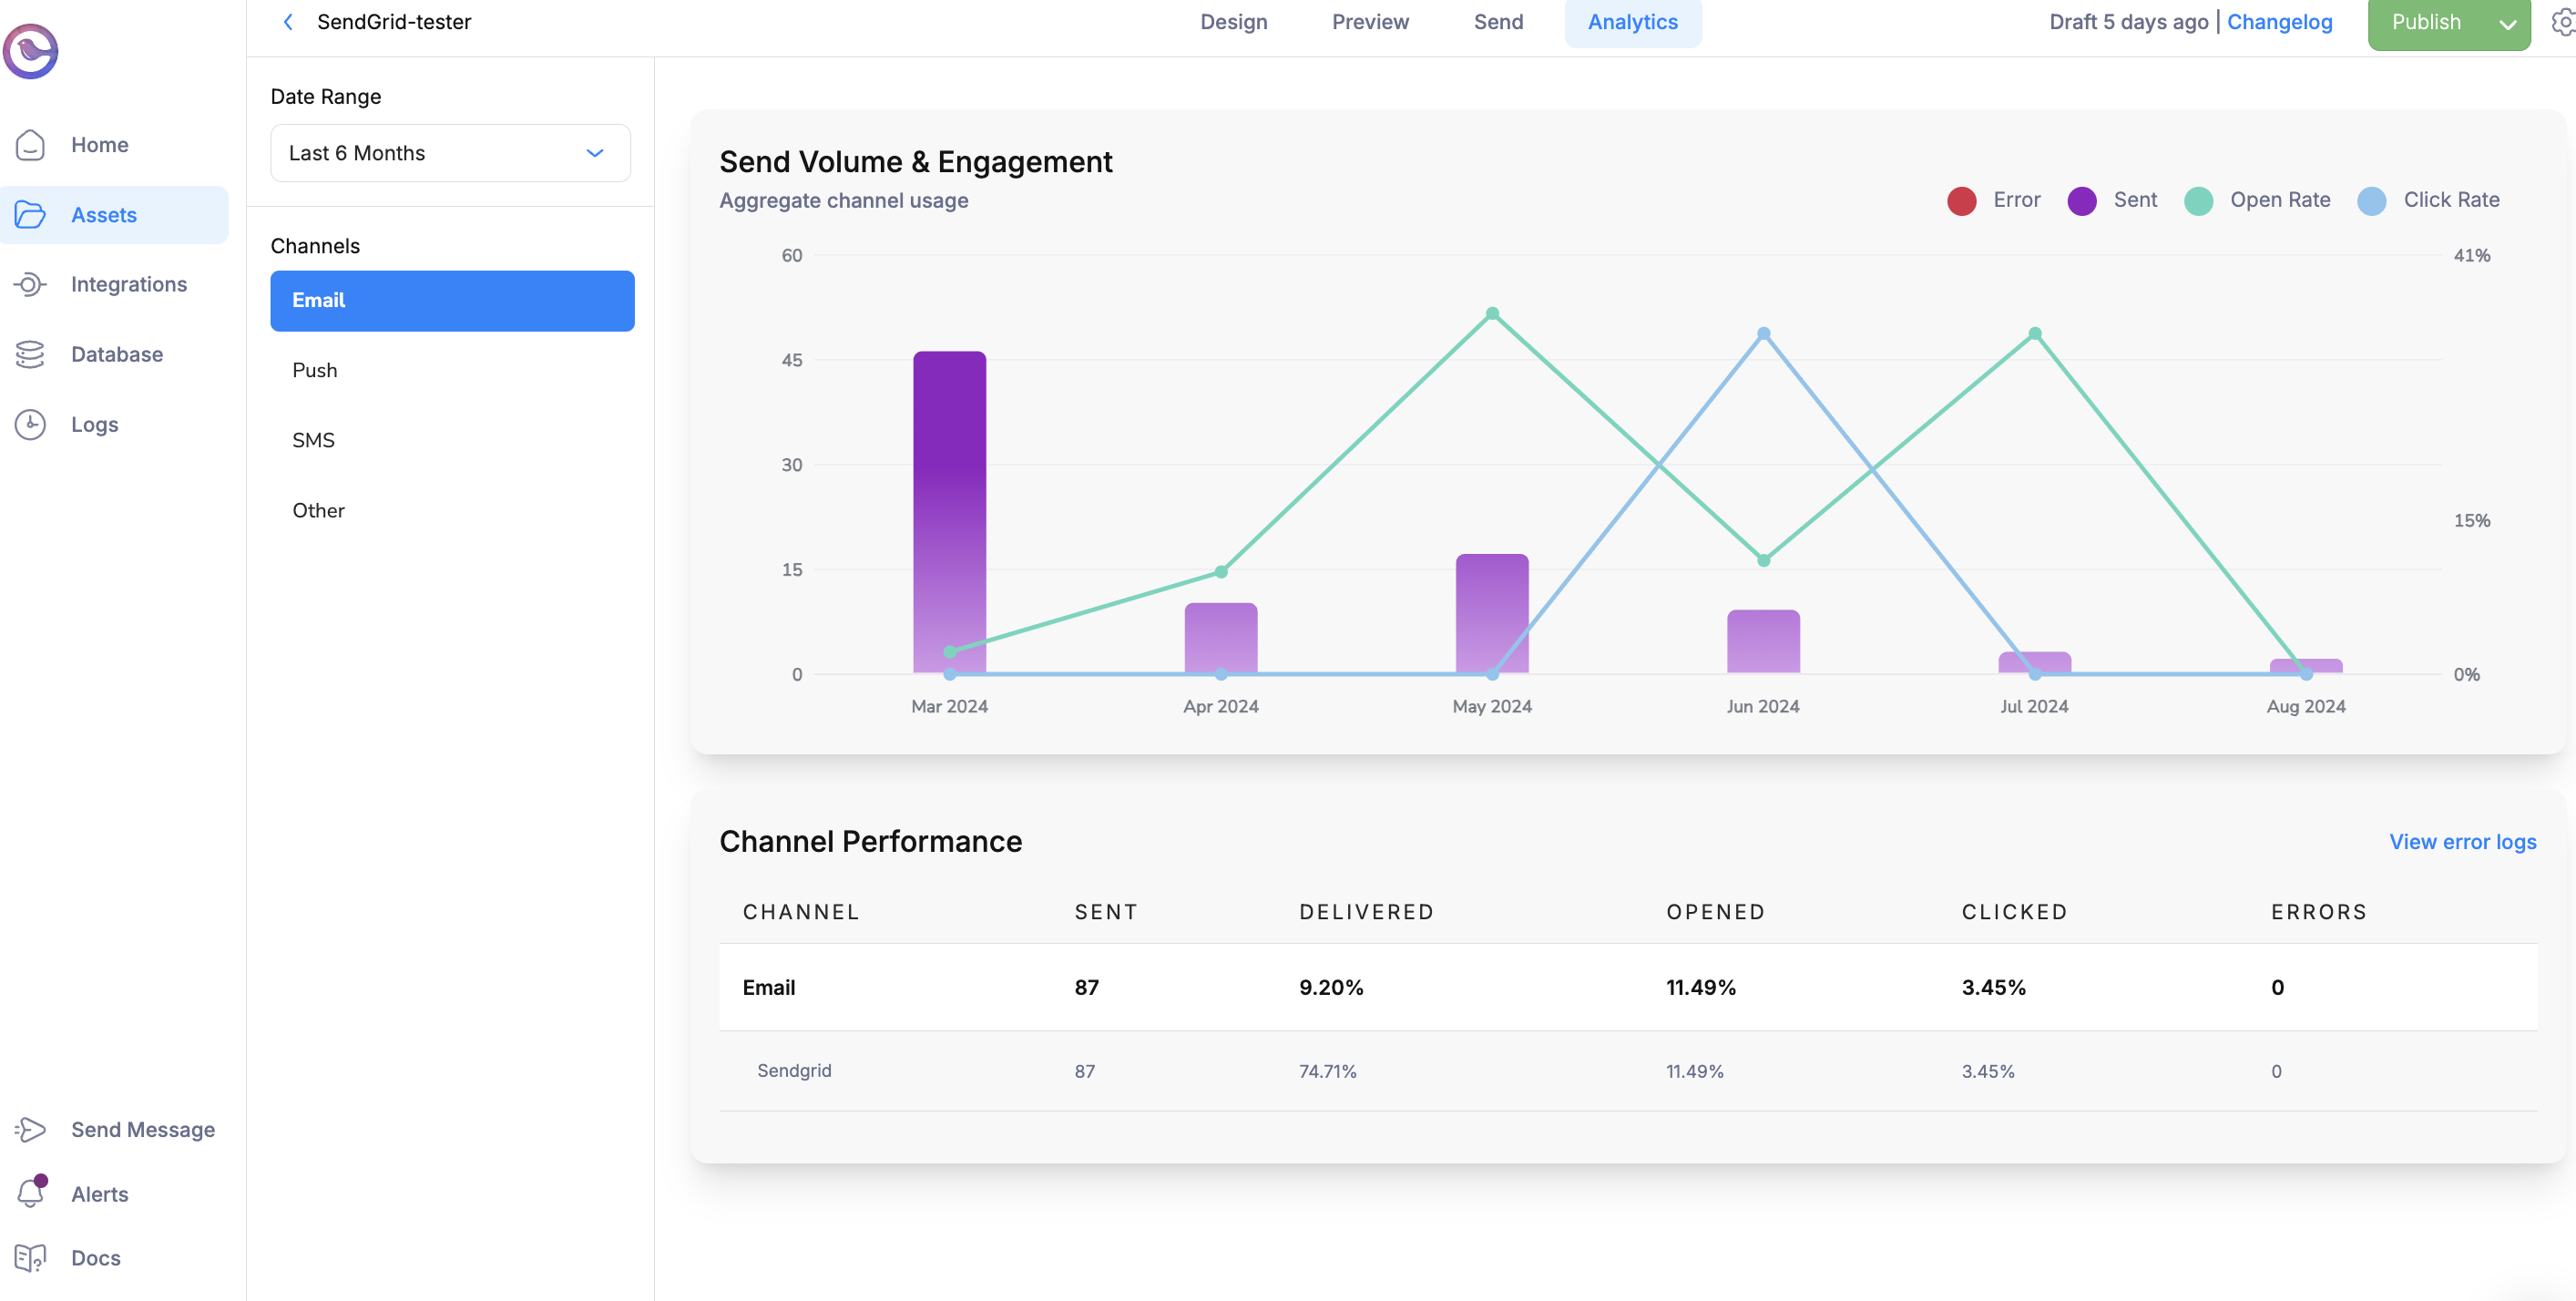 SendGrid-tester
Design
Preview
Send
Analytics
Draft 5 days ago | Changelog
Publish
Home
Assets
Integrations
Database
Logs
Send Message
Alerts
Docs
Date Range
Last 6 Months
Channels
Email
Push
SMS
Other
Send Volume & Engagement
Aggregate channel usage
Error Sent Open Rate Click Rate
60 41%
45
30
15%
15
0 0%
Mar 2024 Apr 2024 May 2024 Jun 2024 Jul 2024 Aug 2024
Channel Performance
View error logs
CHANNEL SENT DELIVERED OPENED CLICKED ERRORS
Email 87 9.20% 11.49% 3.45% 0
Sendgrid 87 74.71% 11.49% 3.45% 0